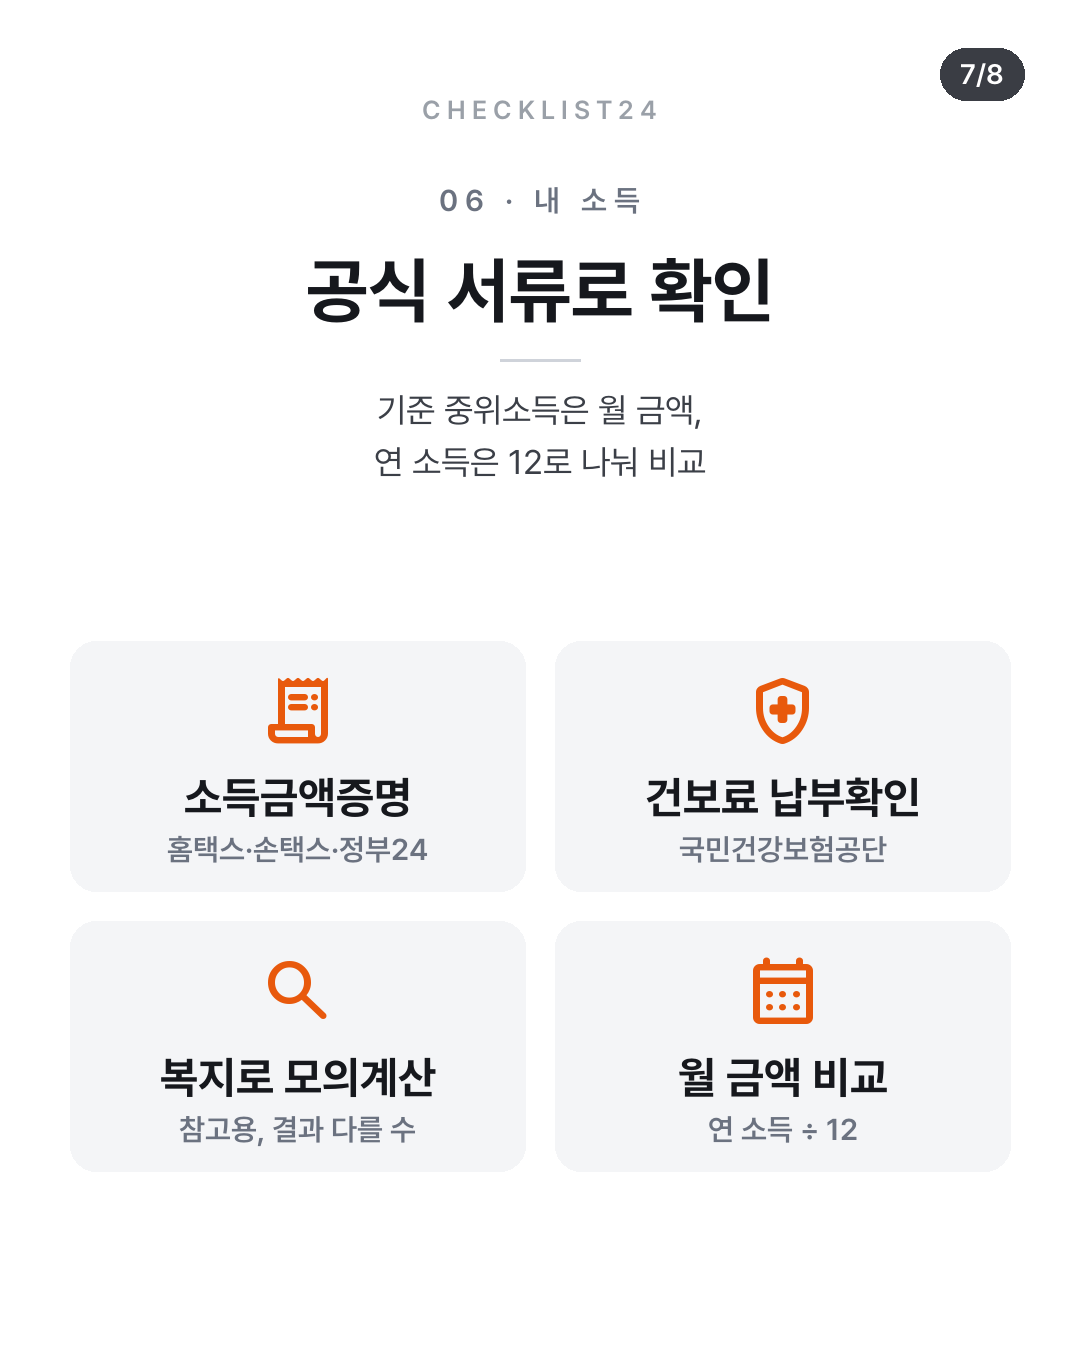 7/8
CHECKLIST24
06 · 내 소득
공식 서류로 확인
기준 중위소득은 월 금액,
연 소득은 12로 나눠 비교
소득금액증명
홈택스·손택스·정부24
건보료 납부확인
국민건강보험공단
복지로 모의계산
참고용, 결과 다를 수
월 금액 비교
연 소득 ÷ 12